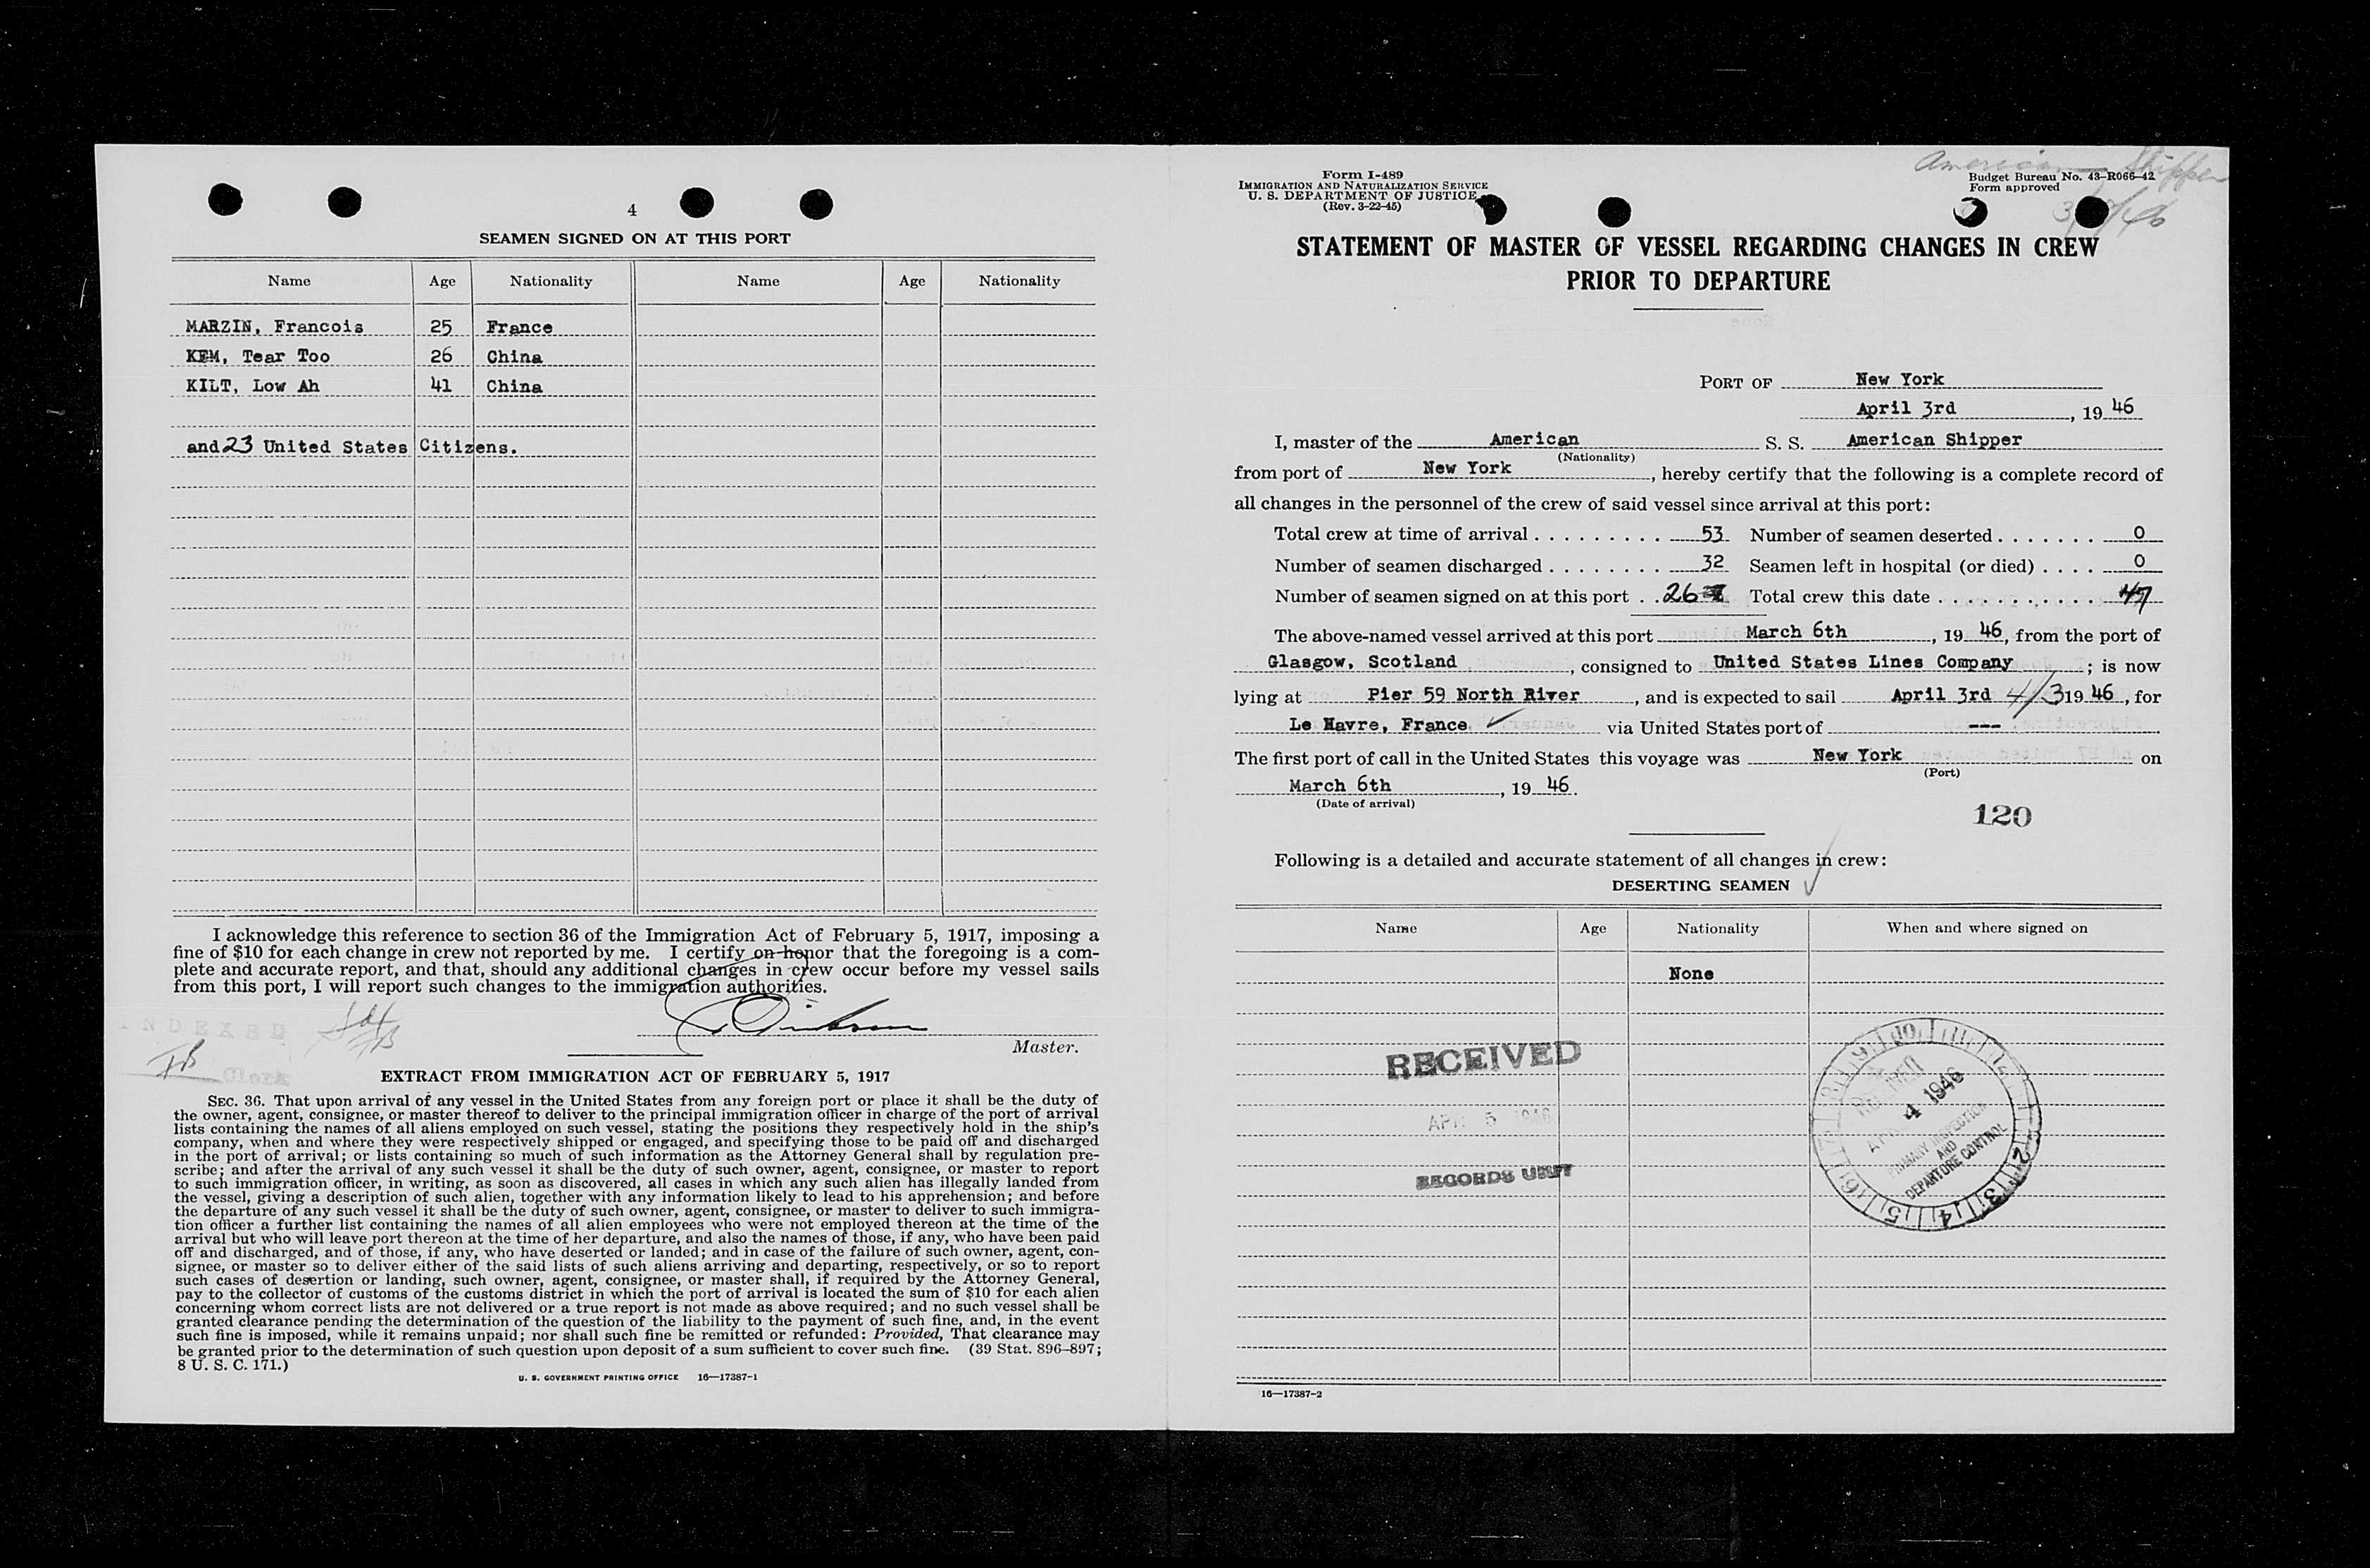 4
SEAMEN SIGNED ON AT THIS PORT
Name Age Nationality Name Age Nationality
MARZIN, Francois 25 France
KEM, Tear Too 26 China
KILT, Low Ah 41 China
and 23 United States Citizens.
I acknowledge this reference to section 36 of the Immigration Act of February 5, 1917, imposing a
fine of $10 for each change in crew not reported by me. I certify on honor that the foregoing is a com-
plete and accurate report, and that, should any additional changes in crew occur before my vessel sails
from this port, I will report such changes to the immigration authorities.
INDEXED
Master.
Clerk
EXTRACT FROM IMMIGRATION ACT OF FEBRUARY 5, 1917
SEC. 36. That upon arrival of any vessel in the United States from any foreign port or place it shall be the duty of
the owner, agent, consignee, or master thereof to deliver to the principal immigration officer in charge of the port of arrival
lists containing the names of all aliens employed on such vessel, stating the positions they respectively hold in the ship's
company, when and where they were respectively shipped or engaged, and specifying those to be paid off and discharged
in the port of arrival; or lists containing so much of such information as the Attorney General shall by regulation pre-
scribe; and after the arrival of any such vessel it shall be the duty of such owner, agent, consignee, or master to report
to such immigration officer, in writing, as soon as discovered, all cases in which any such alien has illegally landed from
the vessel, giving a description of such alien, together with any information likely to lead to his apprehension; and before
the departure of any such vessel it shall be the duty of such owner, agent, consignee, or master to deliver to such immigra-
tion officer a further list containing the names of all alien employees who were not employed thereon at the time of the
arrival but who will leave port thereon at the time of her departure, and also the names of those, if any, who have been paid
off and discharged, and of those, if any, who have deserted or landed; and in case of the failure of such owner, agent, con-
signee, or master so to deliver either of the said lists of such aliens arriving and departing, respectively, or so to report
such cases of desertion or landing, such owner, agent, consignee, or master shall, if required by the Attorney General,
pay to the collector of customs of the customs district in which the port of arrival is located the sum of $10 for each alien
concerning whom correct lists are not delivered or a true report is not made as above required; and no such vessel shall be
granted clearance pending the determination of the question of the liability to the payment of such fine, and, in the event
such fine is imposed, while it remains unpaid; nor shall such fine be remitted or refunded: Provided, That clearance may
be granted prior to the determination of such question upon deposit of a sum sufficient to cover such fine. (39 Stat. 896–897;
8 U. S. C. 171.)
U. S. GOVERNMENT PRINTING OFFICE 16—17387-1
American Shipper
Form I-489
IMMIGRATION AND NATURALIZATION SERVICE
U. S. DEPARTMENT OF JUSTICE
(Rev. 3-22-45)
Budget Bureau No. 43-R066-42
Form approved
STATEMENT OF MASTER OF VESSEL REGARDING CHANGES IN CREW
PRIOR TO DEPARTURE
PORT OF New York
April 3rd, 19 46
I, master of the American S. S. American Shipper
(Nationality)
from port of New York, hereby certify that the following is a complete record of
all changes in the personnel of the crew of said vessel since arrival at this port:
Total crew at time of arrival 53 Number of seamen deserted 0
Number of seamen discharged 32 Seamen left in hospital (or died) 0
Number of seamen signed on at this port 26 Total crew this date 47
The above-named vessel arrived at this port March 6th, 19 46, from the port of
Glasgow, Scotland, consigned to United States Lines Company; is now
lying at Pier 59 North River, and is expected to sail April 3rd 4/3 19 46, for
Le Havre, France via United States port of ---.
The first port of call in the United States this voyage was New York on
(Port)
March 6th, 19 46.
(Date of arrival)
120
Following is a detailed and accurate statement of all changes in crew:
DESERTING SEAMEN
Name Age Nationality When and where signed on
None
RECEIVED
APR 5 1946
RECORDS UNIT
4 1946
PRIMARY INSPECTION
AND
DEPARTURE CONTROL
16—17387-2